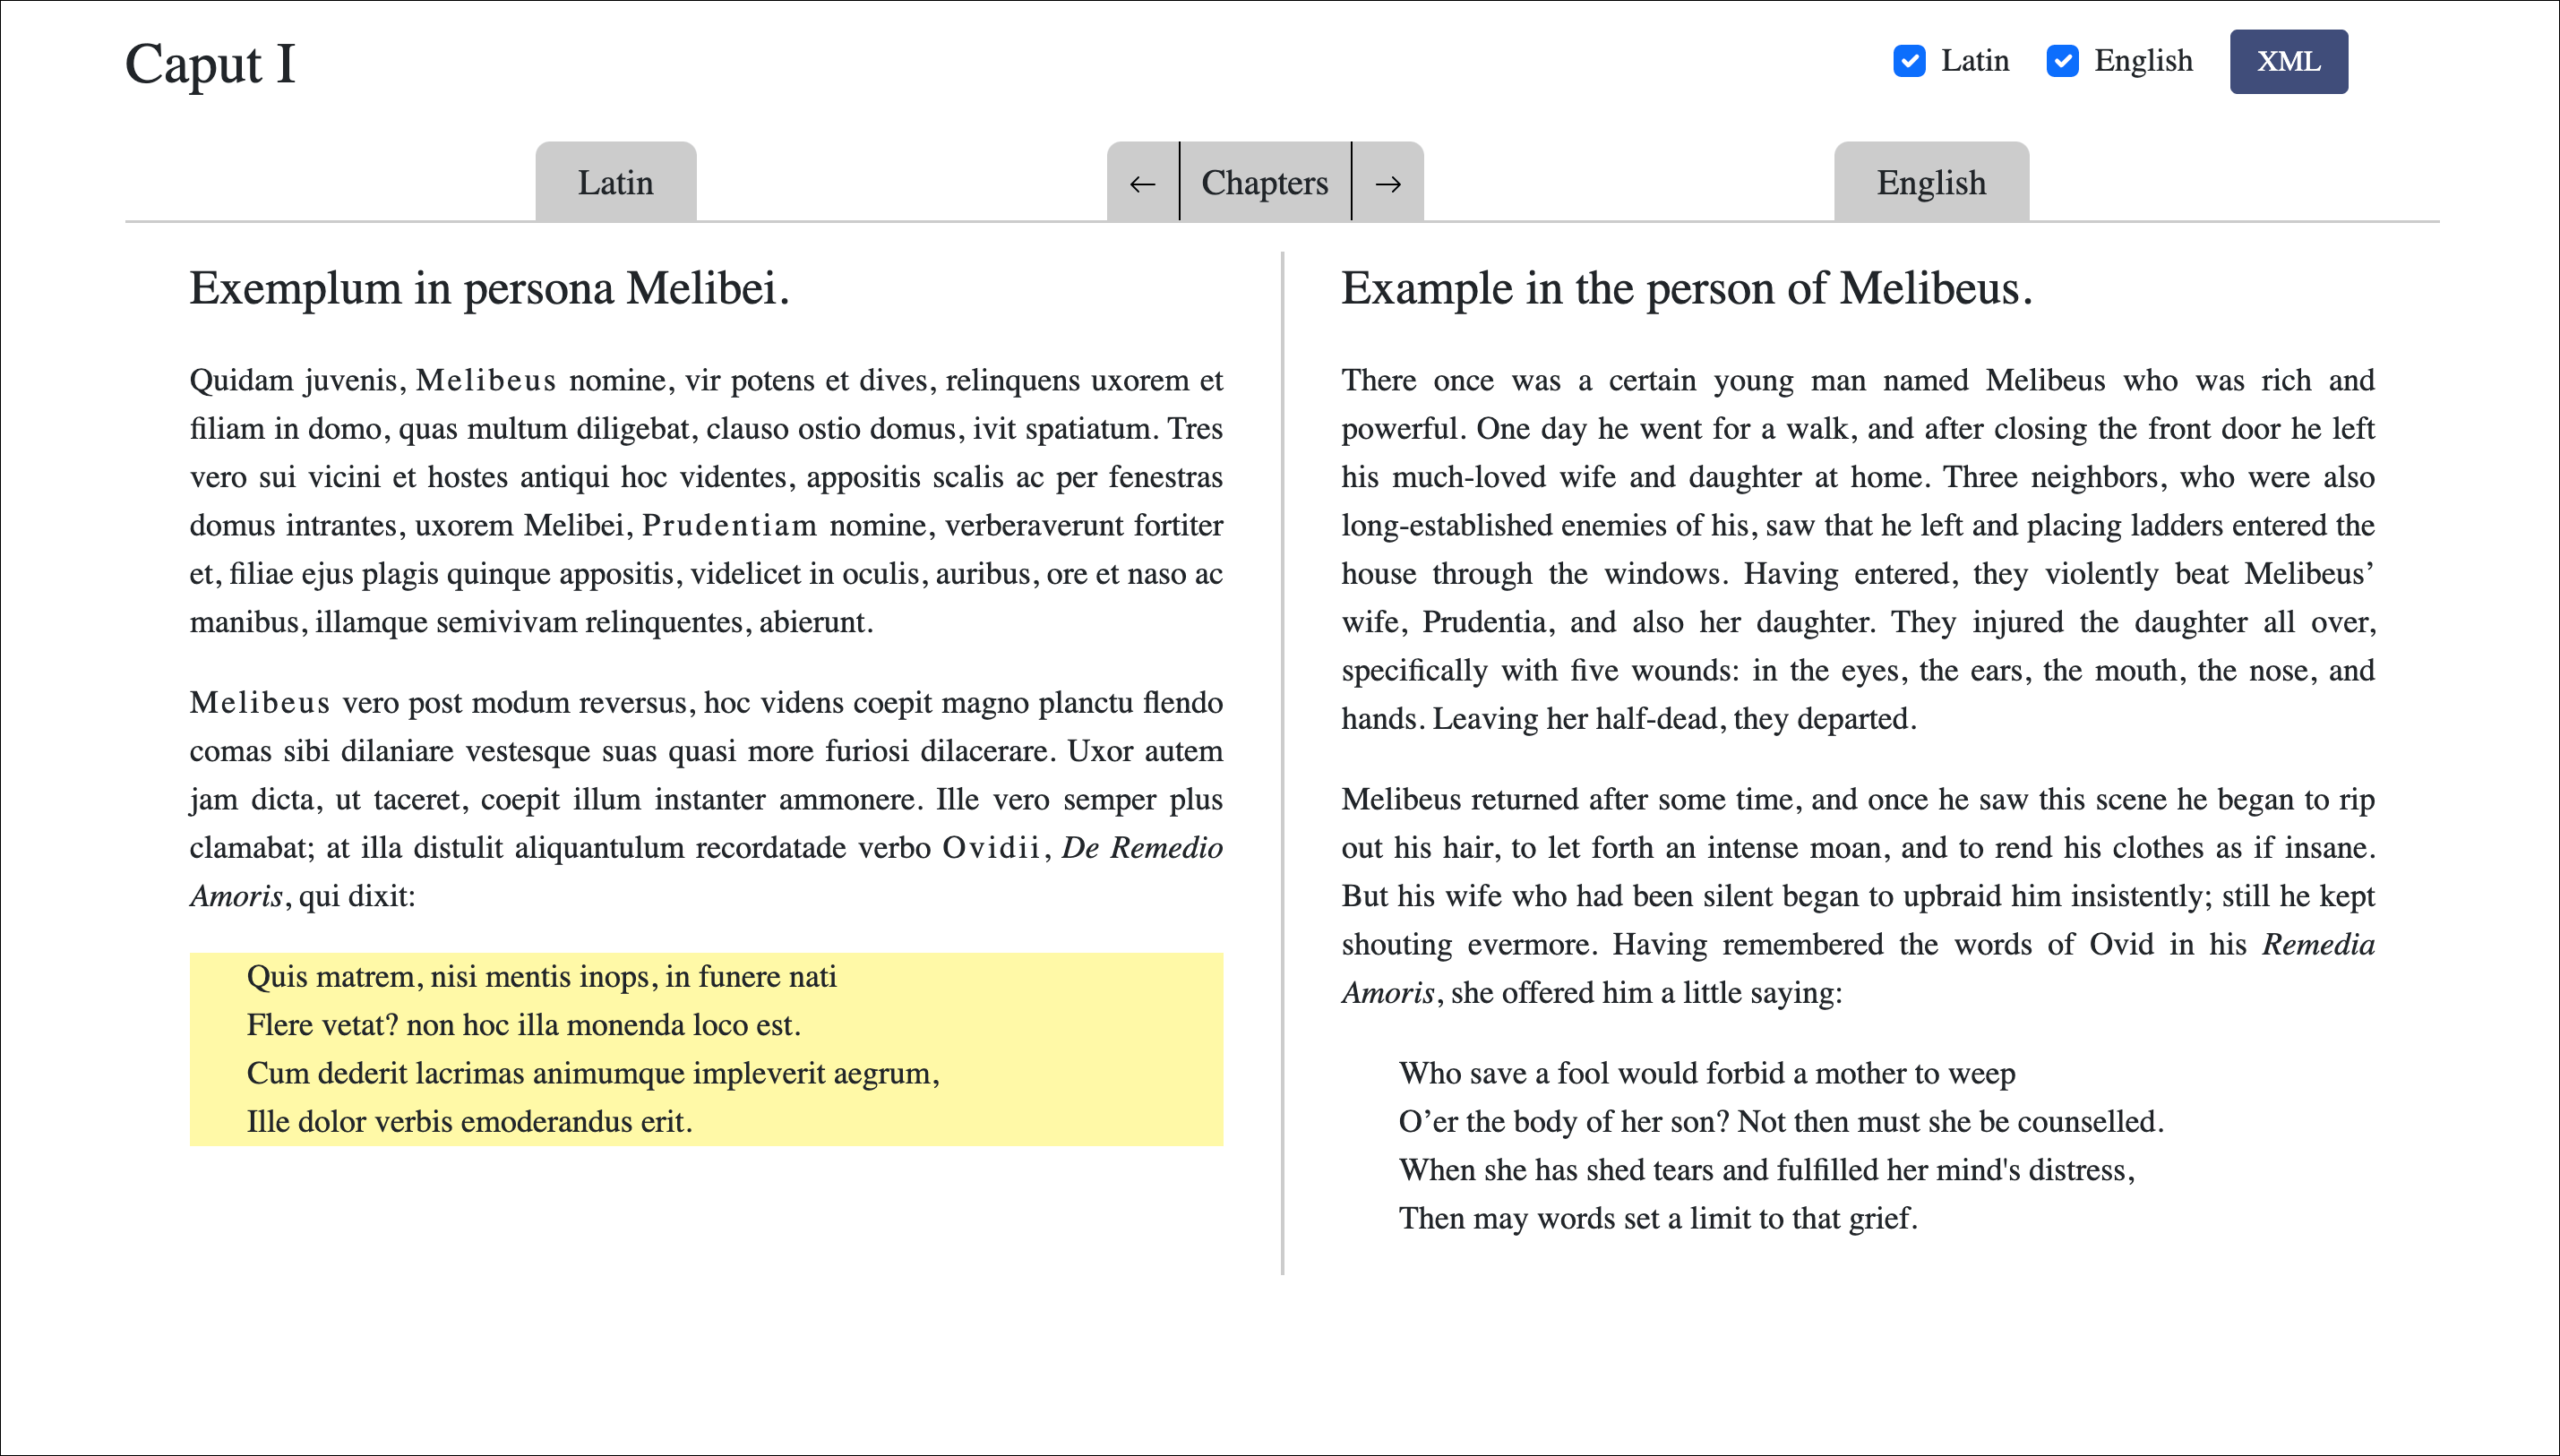 Caput I
Latin English XML
Latin
← Chapters →
English
Exemplum in persona Melibei.
Quidam juvenis, Melibeus nomine, vir potens et dives, relinquens uxorem et
filiam in domo, quas multum diligebat, clauso ostio domus, ivit spatiatum. Tres
vero sui vicini et hostes antiqui hoc videntes, appositis scalis ac per fenestras
domus intrantes, uxorem Melibei, Prudentiam nomine, verberaverunt fortiter
et, filiae ejus plagis quinque appositis, videlicet in oculis, auribus, ore et naso ac
manibus, illamque semivivam relinquentes, abierunt.
Melibeus vero post modum reversus, hoc videns coepit magno planctu flendo
comas sibi dilaniare vestesque suas quasi more furiosi dilacerare. Uxor autem
jam dicta, ut taceret, coepit illum instanter ammonere. Ille vero semper plus
clamabat; at illa distulit aliquantulum recordatade verbo Ovidii, De Remedio
Amoris, qui dixit:
Quis matrem, nisi mentis inops, in funere nati
Flere vetat? non hoc illa monenda loco est.
Cum dederit lacrimas animumque impleverit aegrum,
Ille dolor verbis emoderandus erit.
Example in the person of Melibeus.
There once was a certain young man named Melibeus who was rich and
powerful. One day he went for a walk, and after closing the front door he left
his much-loved wife and daughter at home. Three neighbors, who were also
long-established enemies of his, saw that he left and placing ladders entered the
house through the windows. Having entered, they violently beat Melibeus’
wife, Prudentia, and also her daughter. They injured the daughter all over,
specifically with five wounds: in the eyes, the ears, the mouth, the nose, and
hands. Leaving her half-dead, they departed.
Melibeus returned after some time, and once he saw this scene he began to rip
out his hair, to let forth an intense moan, and to rend his clothes as if insane.
But his wife who had been silent began to upbraid him insistently; still he kept
shouting evermore. Having remembered the words of Ovid in his Remedia
Amoris, she offered him a little saying:
Who save a fool would forbid a mother to weep
O’er the body of her son? Not then must she be counselled.
When she has shed tears and fulfilled her mind's distress,
Then may words set a limit to that grief.